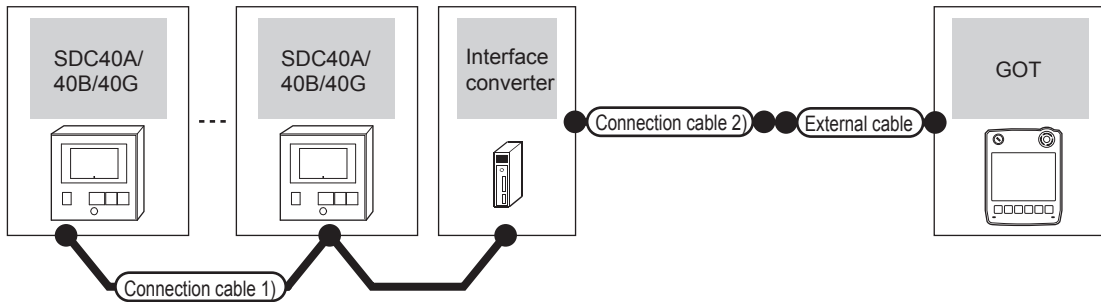 SDC40A/
40B/40G
SDC40A/
40B/40G
Interface
converter
GOT
Connection cable 2)
External cable
Connection cable 1)